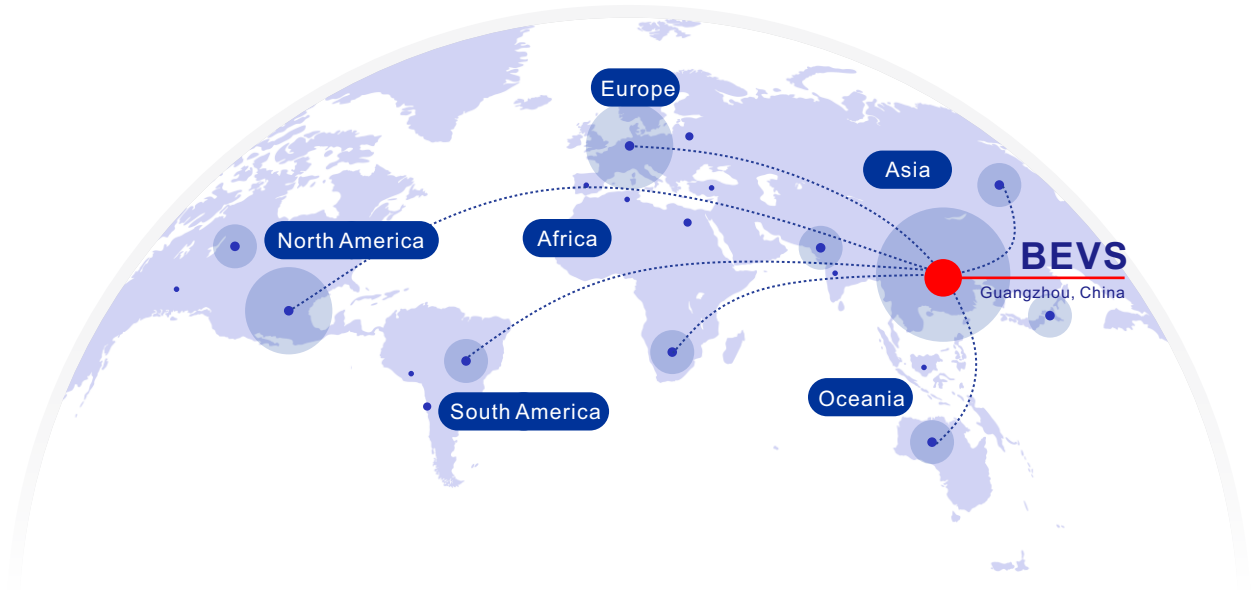 Europe
Asia
North America
Africa
BEVS
Guangzhou, China
Oceania
South America